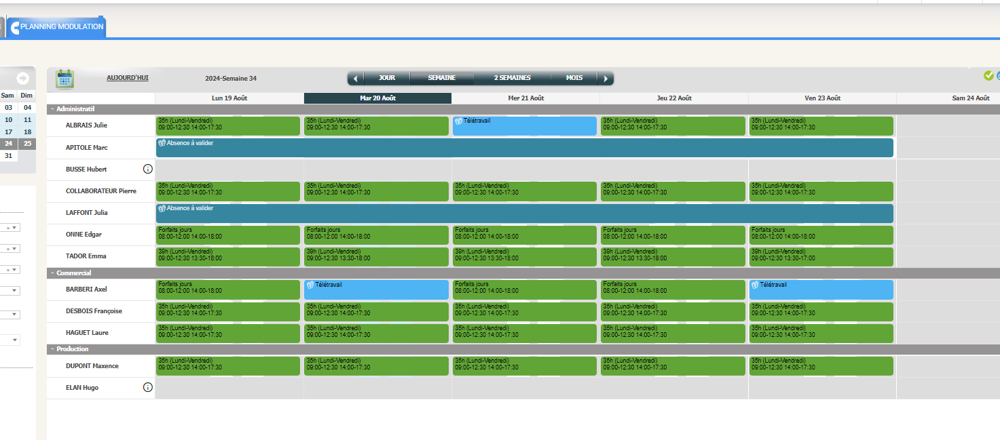 PLANNING MODULATION
AUJOURD'HUI
2024-Semaine 34
JOUR
SEMAINE
2 SEMAINES
MOIS
Sam Dim
03 04
10 11
17 18
24 25
31
Lun 19 Août
Mar 20 Août
Mer 21 Août
Jeu 22 Août
Ven 23 Août
Sam 24 Août
- Administratif
ALBRAIS Julie
35h (Lundi-Vendredi)
09:00-12:30 14:00-17:30
35h (Lundi-Vendredi)
09:00-12:30 14:00-17:30
Télétravail
35h (Lundi-Vendredi)
09:00-12:30 14:00-17:30
35h (Lundi-Vendredi)
09:00-12:30 14:00-17:30
APITOLE Marc
Absence à valider
BUSSE Hubert
COLLABORATEUR Pierre
35h (Lundi-Vendredi)
09:00-12:30 14:00-17:30
35h (Lundi-Vendredi)
09:00-12:30 14:00-17:30
35h (Lundi-Vendredi)
09:00-12:30 14:00-17:30
35h (Lundi-Vendredi)
09:00-12:30 14:00-17:30
35h (Lundi-Vendredi)
09:00-12:30 14:00-17:30
LAFFONT Julia
Absence à valider
ONNE Edgar
Forfaits jours
08:00-12:00 14:00-18:00
Forfaits jours
08:00-12:00 14:00-18:00
Forfaits jours
08:00-12:00 14:00-18:00
Forfaits jours
08:00-12:00 14:00-18:00
Forfaits jours
08:00-12:00 14:00-18:00
TADOR Emma
39h (Lundi-Vendredi)
09:00-12:30 13:30-18:00
39h (Lundi-Vendredi)
09:00-12:30 13:30-18:00
39h (Lundi-Vendredi)
09:00-12:30 13:30-18:00
39h (Lundi-Vendredi)
09:00-12:30 13:30-18:00
39h (Lundi-Vendredi)
09:00-12:30 13:30-17:00
- Commercial
BARBERI Axel
Forfaits jours
08:00-12:00 14:00-18:00
Télétravail
Forfaits jours
08:00-12:00 14:00-18:00
Forfaits jours
08:00-12:00 14:00-18:00
Télétravail
DESBOIS Françoise
35h (Lundi-Vendredi)
09:00-12:30 14:00-17:30
35h (Lundi-Vendredi)
09:00-12:30 14:00-17:30
35h (Lundi-Vendredi)
09:00-12:30 14:00-17:30
35h (Lundi-Vendredi)
09:00-12:30 14:00-17:30
35h (Lundi-Vendredi)
09:00-12:30 14:00-17:30
HAGUET Laure
35h (Lundi-Vendredi)
09:00-12:30 14:00-17:30
35h (Lundi-Vendredi)
09:00-12:30 14:00-17:30
35h (Lundi-Vendredi)
09:00-12:30 14:00-17:30
35h (Lundi-Vendredi)
09:00-12:30 14:00-17:30
35h (Lundi-Vendredi)
09:00-12:30 14:00-17:30
- Production
DUPONT Maxence
35h (Lundi-Vendredi)
09:00-12:30 14:00-17:30
35h (Lundi-Vendredi)
09:00-12:30 14:00-17:30
35h (Lundi-Vendredi)
09:00-12:30 14:00-17:30
35h (Lundi-Vendredi)
09:00-12:30 14:00-17:30
35h (Lundi-Vendredi)
09:00-12:30 14:00-17:30
ELAN Hugo